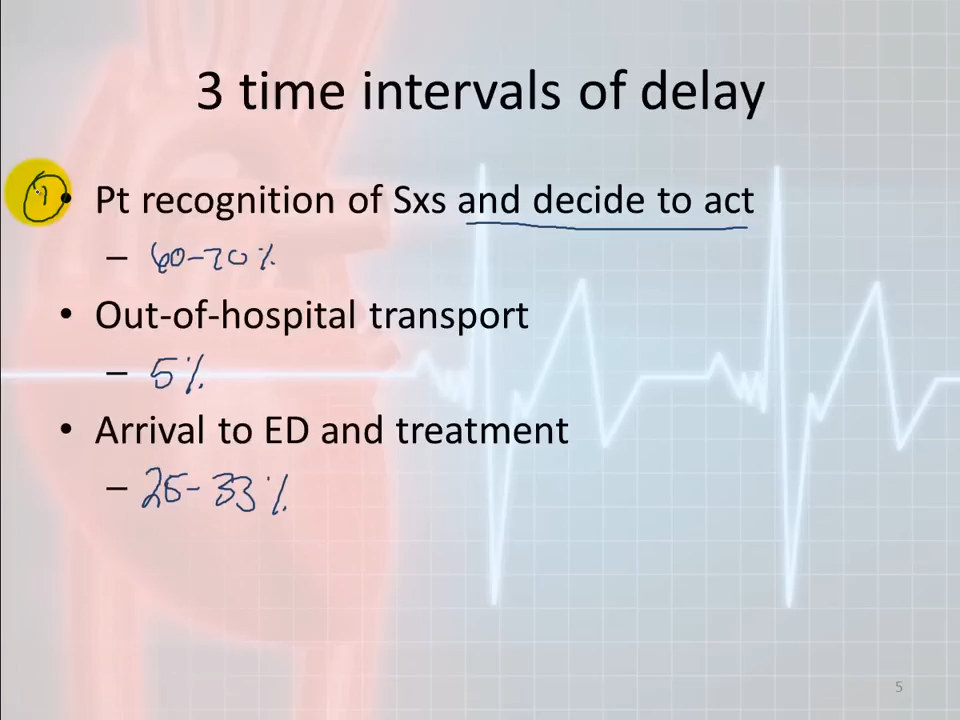 3 time intervals of delay
1 • Pt recognition of Sxs and decide to act
– 60-70%
• Out-of-hospital transport
– 5%
• Arrival to ED and treatment
– 25-33%
5